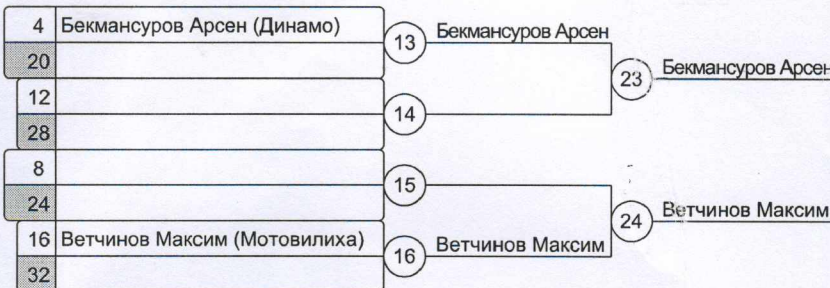 4 Бекмансуров Арсен (Динамо)
20
13 Бекмансуров Арсен
12
28
14
23 Бекмансуров Арсен
8
24
15
16 Ветчинов Максим (Мотовилиха)
32
16 Ветчинов Максим
24 Ветчинов Максим